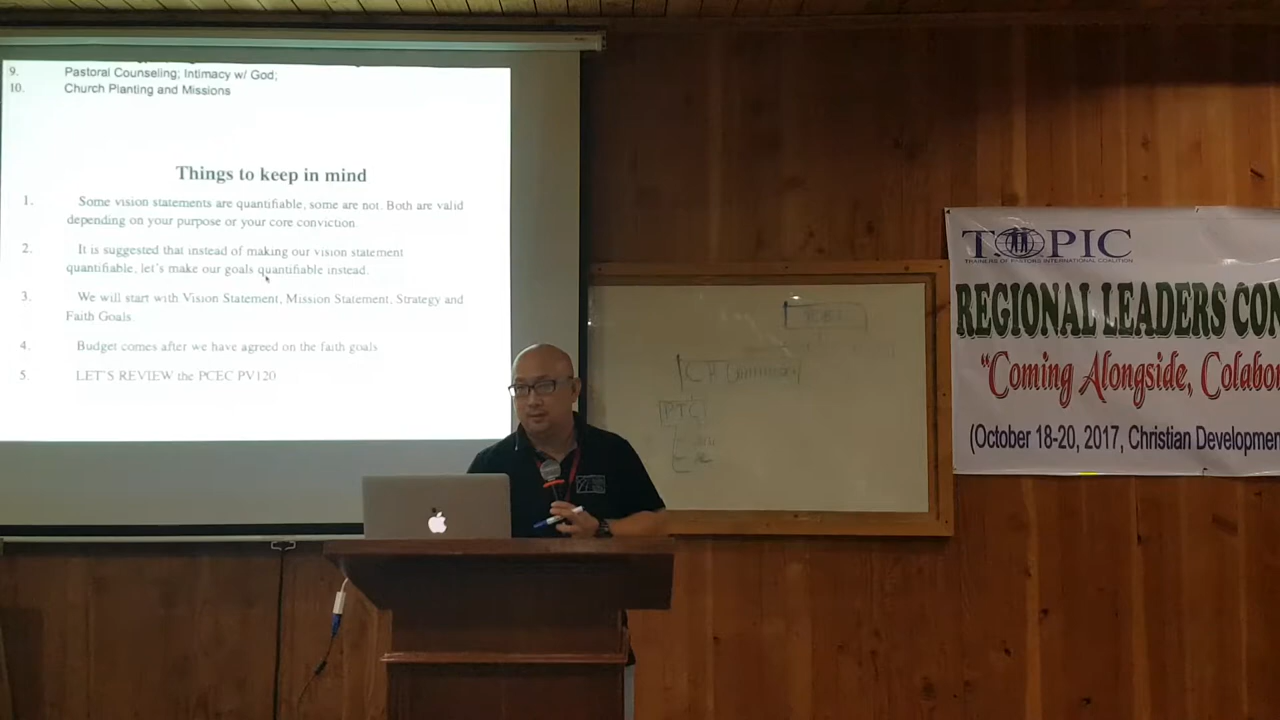 9. Pastoral Counseling; Intimacy w/ God;
10. Church Planting and Missions
Things to keep in mind
1. Some vision statements are quantifiable, some are not. Both are valid
depending on your purpose or your core conviction.
2. It is suggested that instead of making our vision statement
quantifiable, let's make our goals quantifiable instead.
3. We will start with Vision Statement, Mission Statement, Strategy and
Faith Goals
4. Budget comes after we have agreed on the faith goals
5. LET'S REVIEW the PCEC PV120
PTC
TOPIC
TRAINERS OF PASTORS INTERNATIONAL COALITION
REGIONAL LEADERS CON
"Coming Alongside, Colabor
(October 18-20, 2017, Christian Developmen